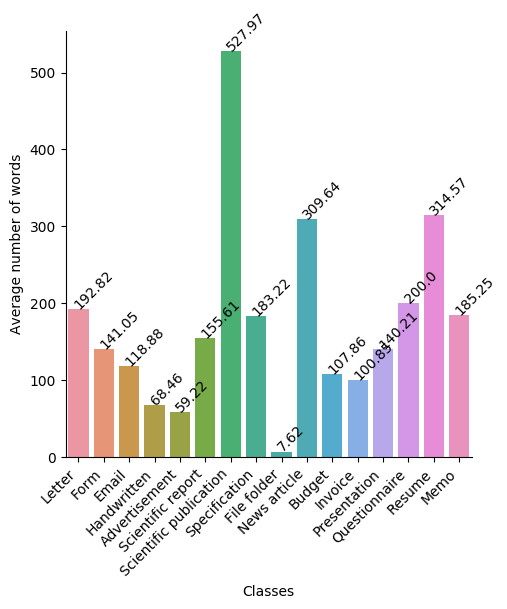 Average number of words
500
400
300
200
100
0
192.82
141.05
118.88
68.46
59.22
155.61
527.97
183.22
7.62
309.64
107.86
100.85
140.21
200.0
314.57
185.25
Letter
Form
Email
Handwritten
Advertisement
Scientific report
Scientific publication
Specification
File folder
News article
Budget
Invoice
Presentation
Questionnaire
Resume
Memo
Classes